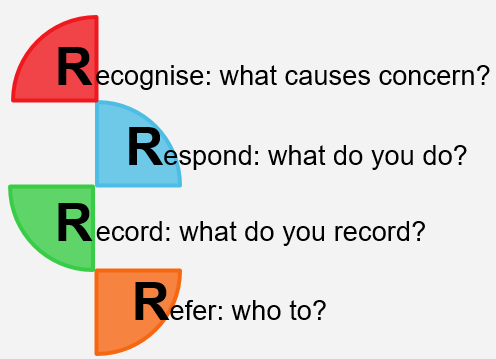 Recognise: what causes concern?
Respond: what do you do?
Record: what do you record?
Refer: who to?